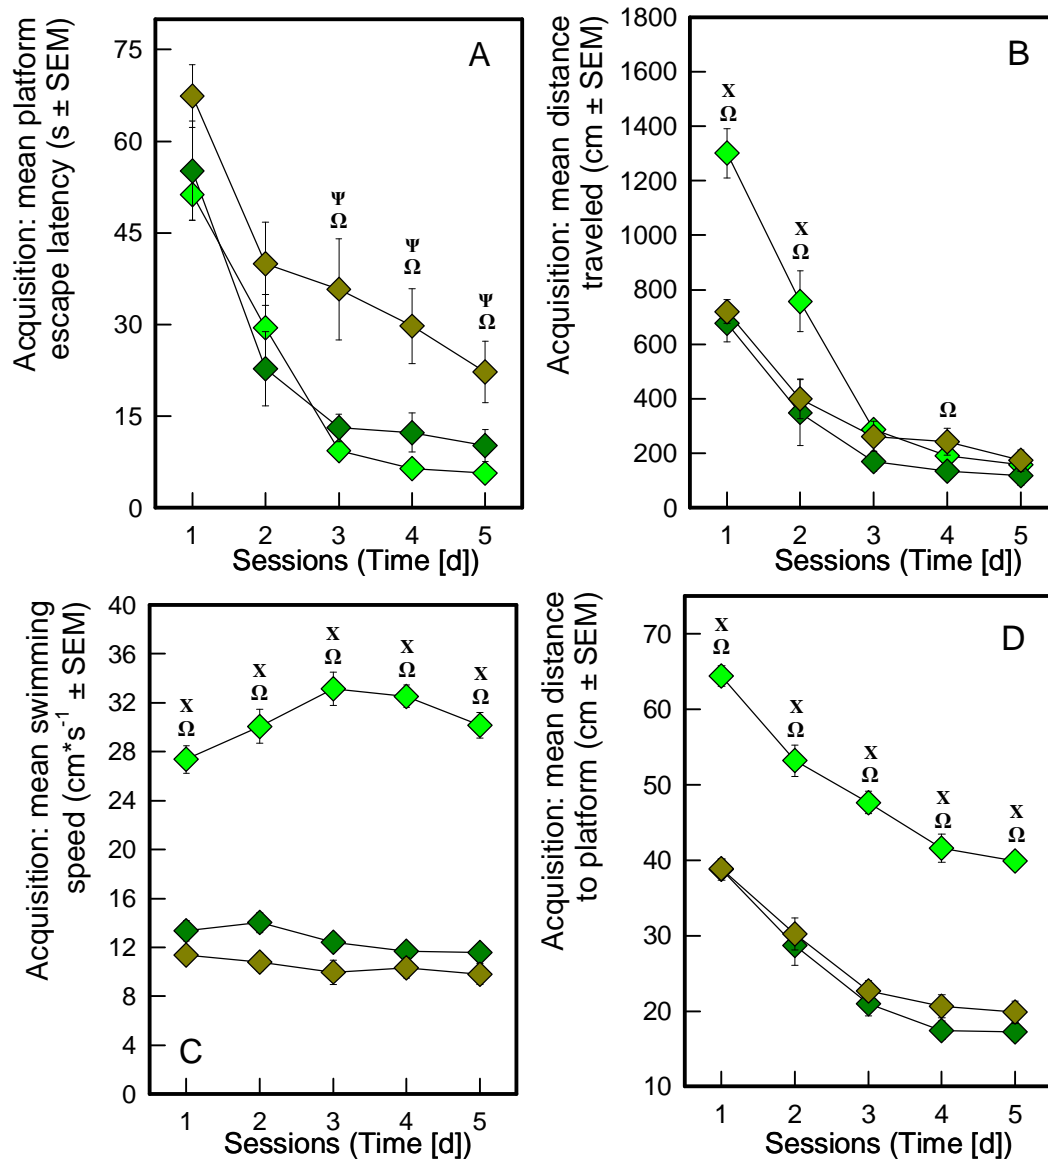 Acquisition: mean platform
escape latency (s ± SEM)
A
75
60
45
30
15
0
Ψ
Ω
Ψ
Ω
Ψ
Ω
1 2 3 4 5
Sessions (Time [d])
Acquisition: mean distance
traveled (cm ± SEM)
B
1800
1600
1400
1200
1000
800
600
400
200
0
X
Ω
X
Ω
Ω
1 2 3 4 5
Sessions (Time [d])
Acquisition: mean swimming
speed (cm*s⁻¹ ± SEM)
40
36
32
28
24
20
16
12
8
4
0
X
Ω
X
Ω
X
Ω
X
Ω
X
Ω
C
1 2 3 4 5
Sessions (Time [d])
Acquisition: mean distance
to platform (cm ± SEM)
D
70
60
50
40
30
20
10
X
Ω
X
Ω
X
Ω
X
Ω
X
Ω
1 2 3 4 5
Sessions (Time [d])